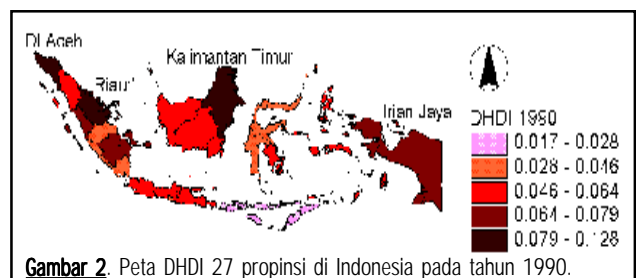 DI Aceh
Kalimantan Timur
Riau
Irian Jaya
DHDI 1990
0.017 - 0.028
0.028 - 0.046
0.046 - 0.064
0.064 - 0.079
0.079 - 0.128
Gambar 2. Peta DHDI 27 propinsi di Indonesia pada tahun 1990.